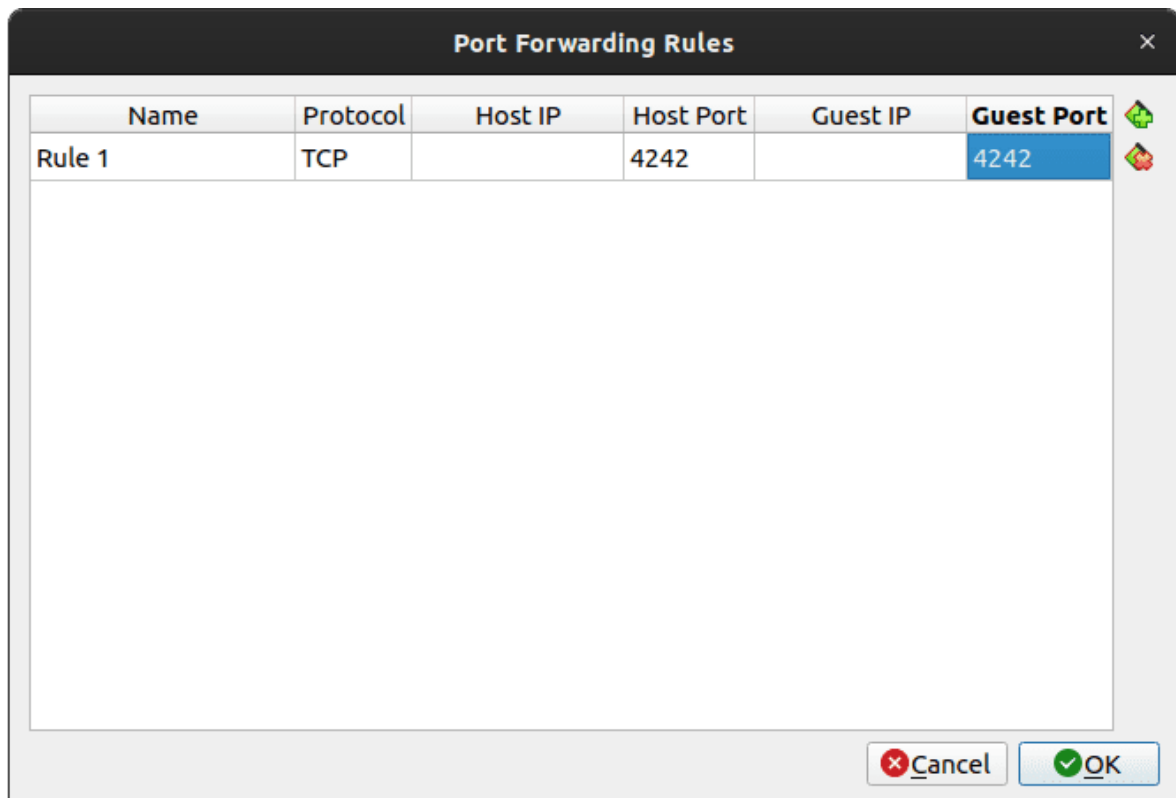 Port Forwarding Rules
Name Protocol Host IP Host Port Guest IP Guest Port
Rule 1 TCP 4242 4242
Cancel OK